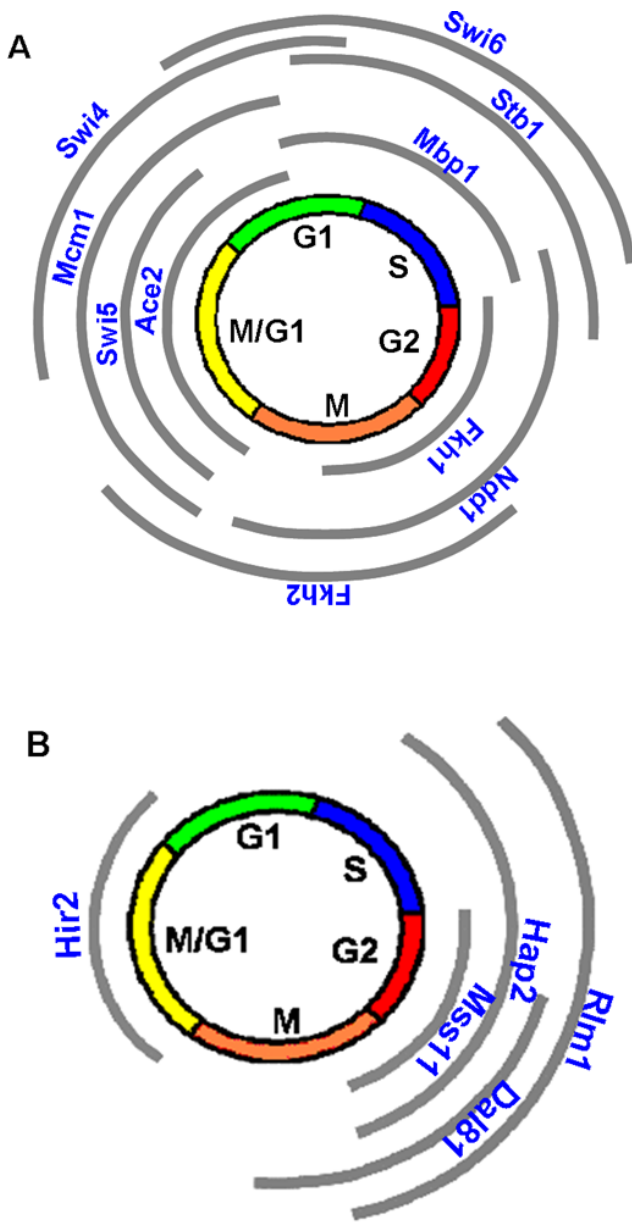 A
Swi6
Stb1
Swi4
Mbp1
Mcm1
Swi5
Ace2
G1
S
M/G1
G2
M
Fkh1
Ndd1
Fkh2
B
Hir2
G1
S
M/G1
G2
M
Mss11
Hap2
Dal81
Rlm1